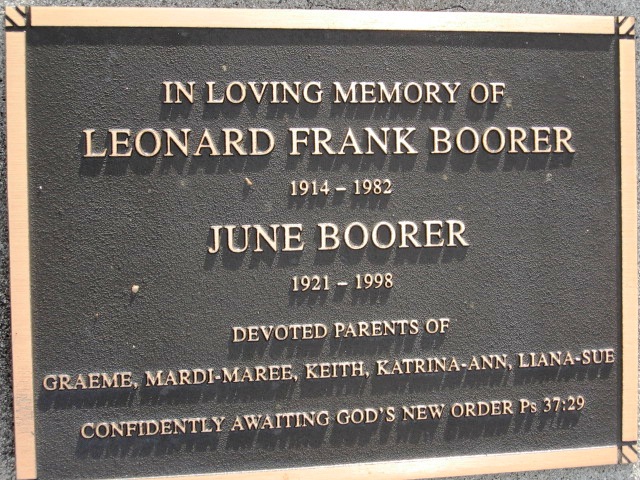 IN LOVING MEMORY OF
LEONARD FRANK BOORER
1914 – 1982
JUNE BOORER
1921 – 1998
DEVOTED PARENTS OF
GRAEME, MARDI-MAREE, KEITH, KATRINA-ANN, LIANA-SUE
CONFIDENTLY AWAITING GOD'S NEW ORDER Ps 37:29